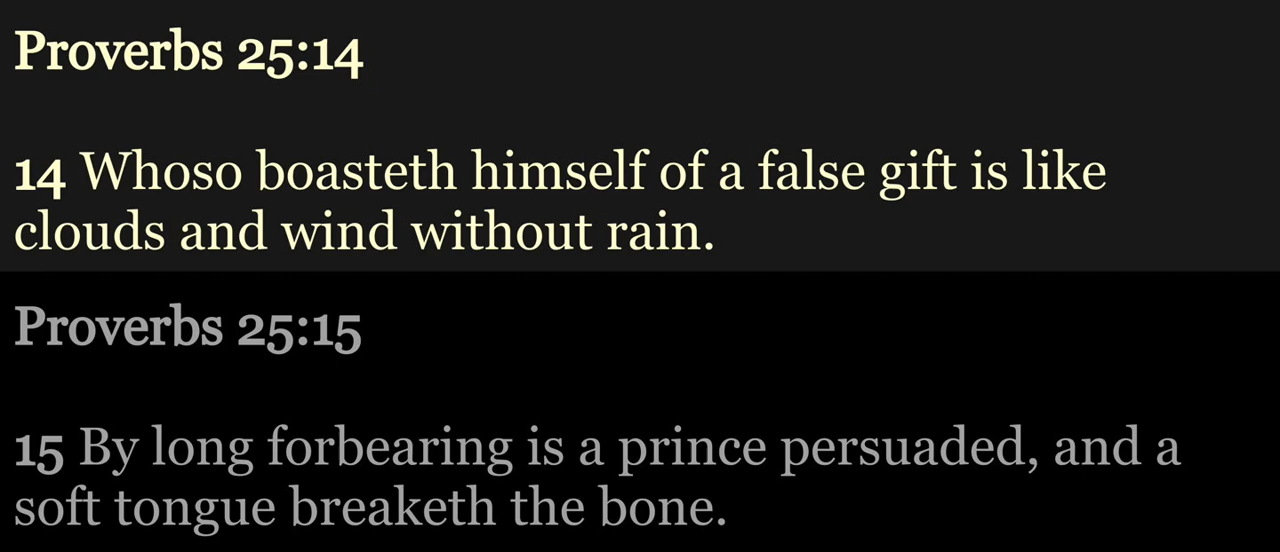 Proverbs 25:14
14 Whoso boasteth himself of a false gift is like
clouds and wind without rain.
Proverbs 25:15
15 By long forbearing is a prince persuaded, and a
soft tongue breaketh the bone.